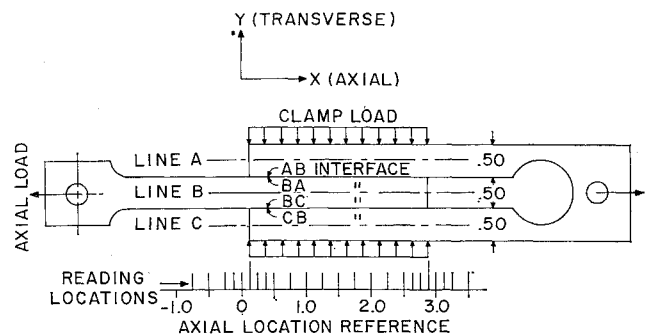 Y (TRANSVERSE)
X (AXIAL)
CLAMP LOAD
AXIAL LOAD
LINE A
AB INTERFACE
.50
LINE B
BA "
.50
BC "
LINE C
CB "
.50
READING
LOCATIONS
-1.0 0 1.0 2.0 3.0
AXIAL LOCATION REFERENCE